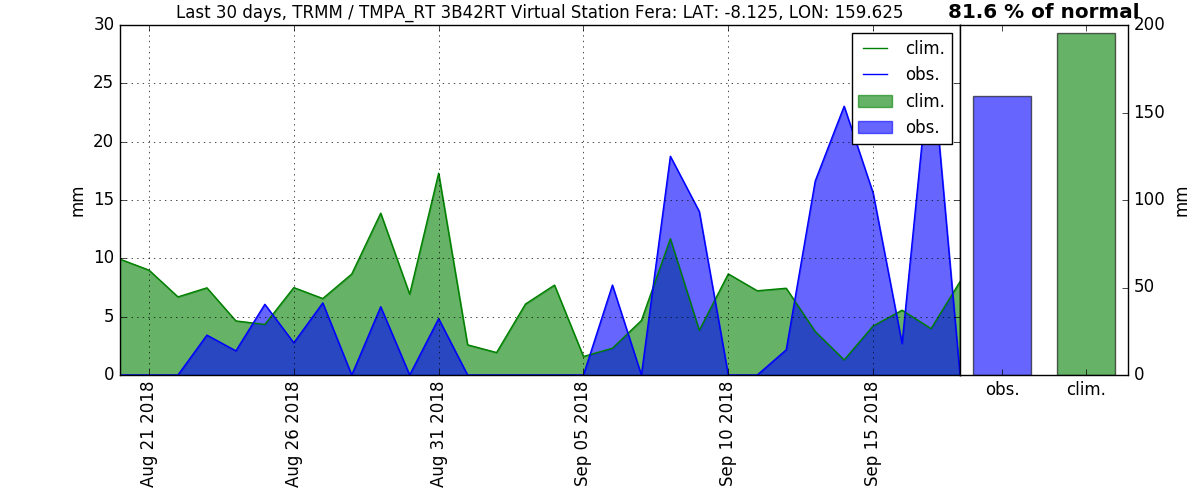 Last 30 days, TRMM / TMPA_RT 3B42RT Virtual Station Fera: LAT: -8.125, LON: 159.625
81.6 % of normal
30
25
20
15
10
5
0
mm
clim.
obs.
clim.
obs.
Aug 21 2018
Aug 26 2018
Aug 31 2018
Sep 05 2018
Sep 10 2018
Sep 15 2018
200
150
100
50
0
mm
obs.
clim.